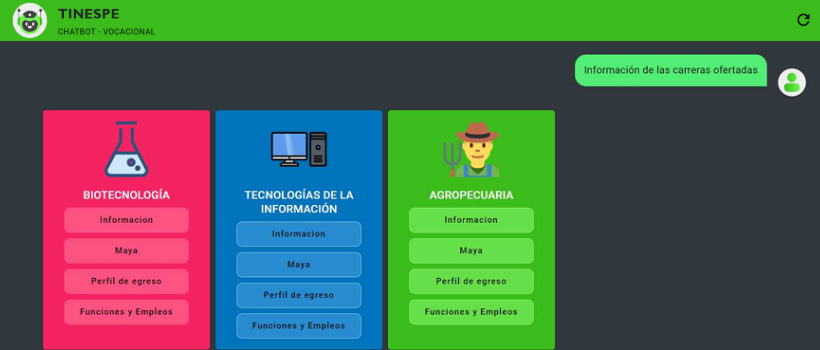 TINESPE
CHATBOT - VOCACIONAL
Información de las carreras ofertadas
BIOTECNOLOGÍA
Informacion
Maya
Perfil de egreso
Funciones y Empleos
TECNOLOGÍAS DE LA
INFORMACIÓN
Informacion
Maya
Perfil de egreso
Funciones y Empleos
AGROPECUARIA
Informacion
Maya
Perfil de egreso
Funciones y Empleos